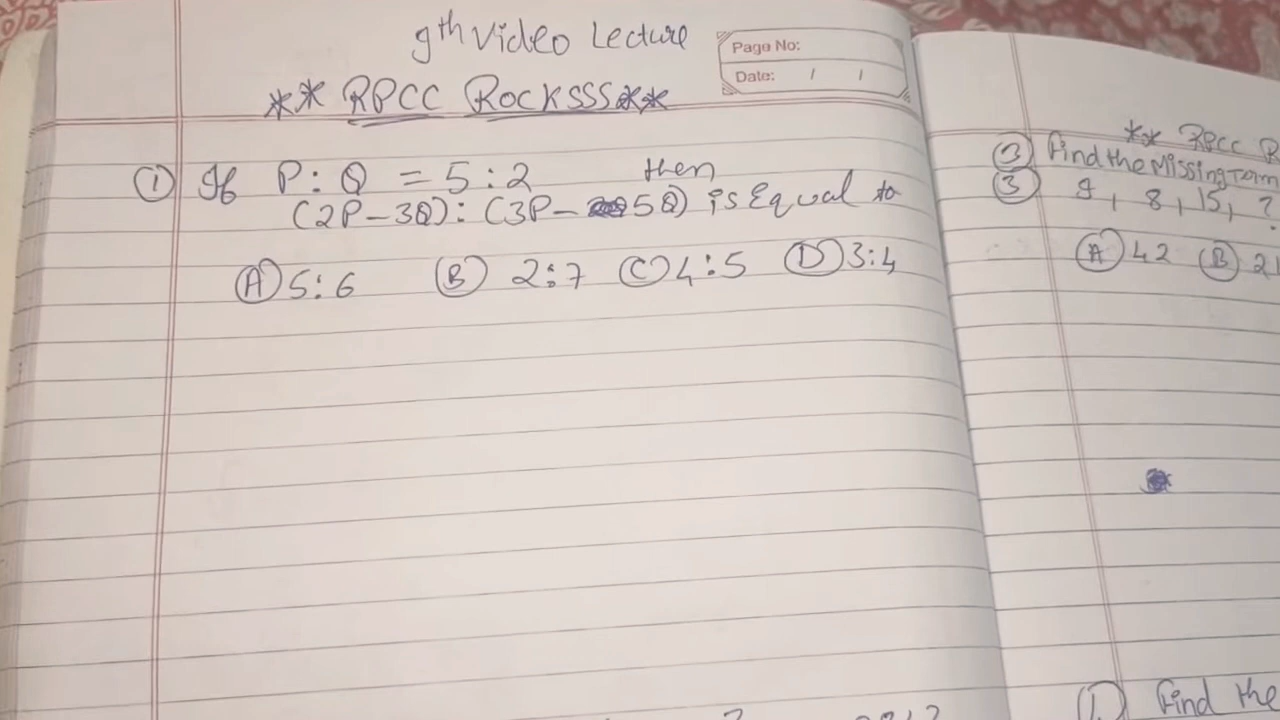 9th Video Lecture
Page No:
Date: / /
** RPCC ROCKSSS**
① If P : Q = 5 : 2 then
(2P-3Q) : (3P- 5Q) is Equal to
Ⓐ 5:6 Ⓑ 2:7 Ⓒ 4:5 Ⓓ 3:4
** RPCC R
③ Find the Missing Term
③ 9, 8, 15, ?
Ⓐ 42 Ⓑ 21
①. Find the